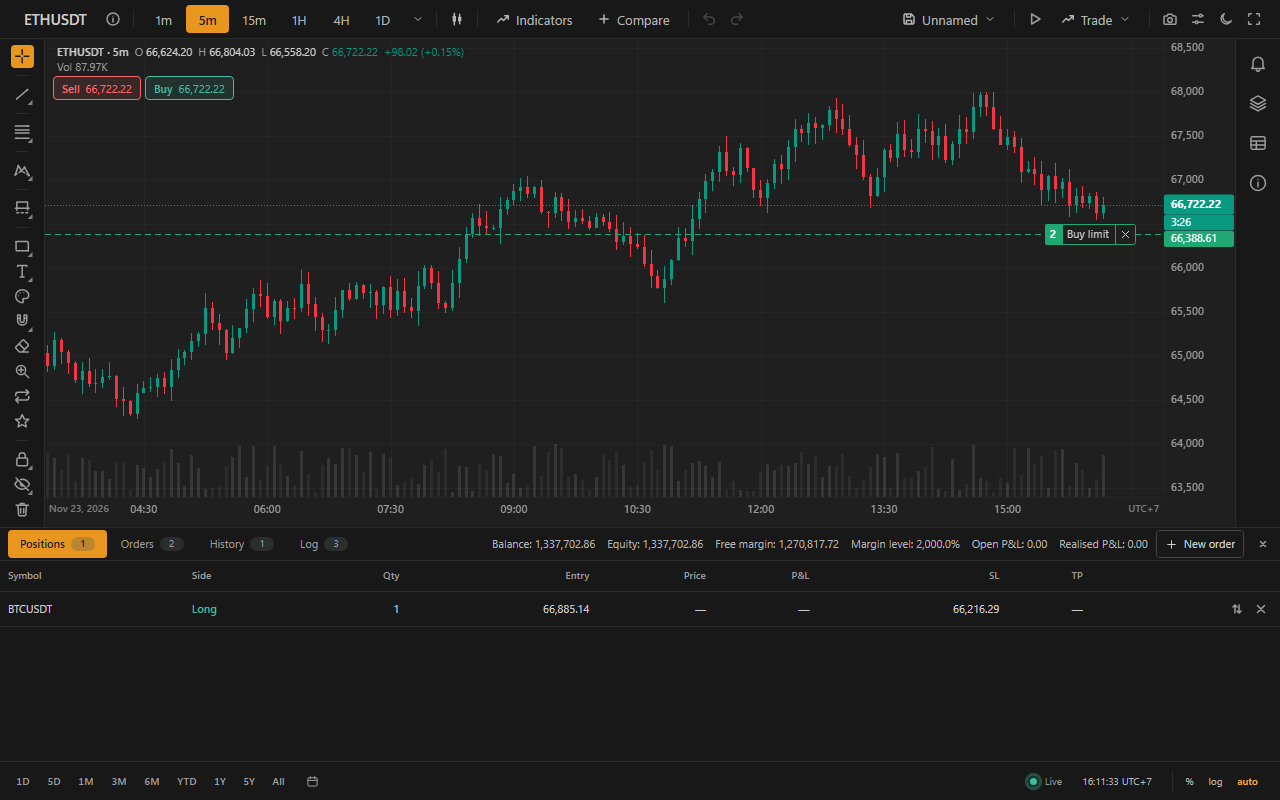 ETHUSDT 1m 5m 15m 1H 4H 1D Indicators Compare Unnamed Trade
ETHUSDT · 5m O 66,624.20 H 66,804.03 L 66,558.20 C 66,722.22 +98.02 (+0.15%)
Vol 87.97K
Sell 66,722.22 Buy 66,722.22
68,500
68,000
67,500
67,000
66,722.22
3:26
2 Buy limit 66,388.61
66,000
65,500
65,000
64,500
64,000
63,500
Nov 23, 2026 04:30 06:00 07:30 09:00 10:30 12:00 13:30 15:00 UTC+7
Positions 1 Orders 2 History 1 Log 3 Balance: 1,337,702.86 Equity: 1,337,702.86 Free margin: 1,270,817.72 Margin level: 2,000.0% Open P&L: 0.00 Realised P&L: 0.00 New order
Symbol Side Qty Entry Price P&L SL TP
BTCUSDT Long 1 66,885.14 — — 66,216.29 —
1D 5D 1M 3M 6M YTD 1Y 5Y All Live 16:11:33 UTC+7 % log auto